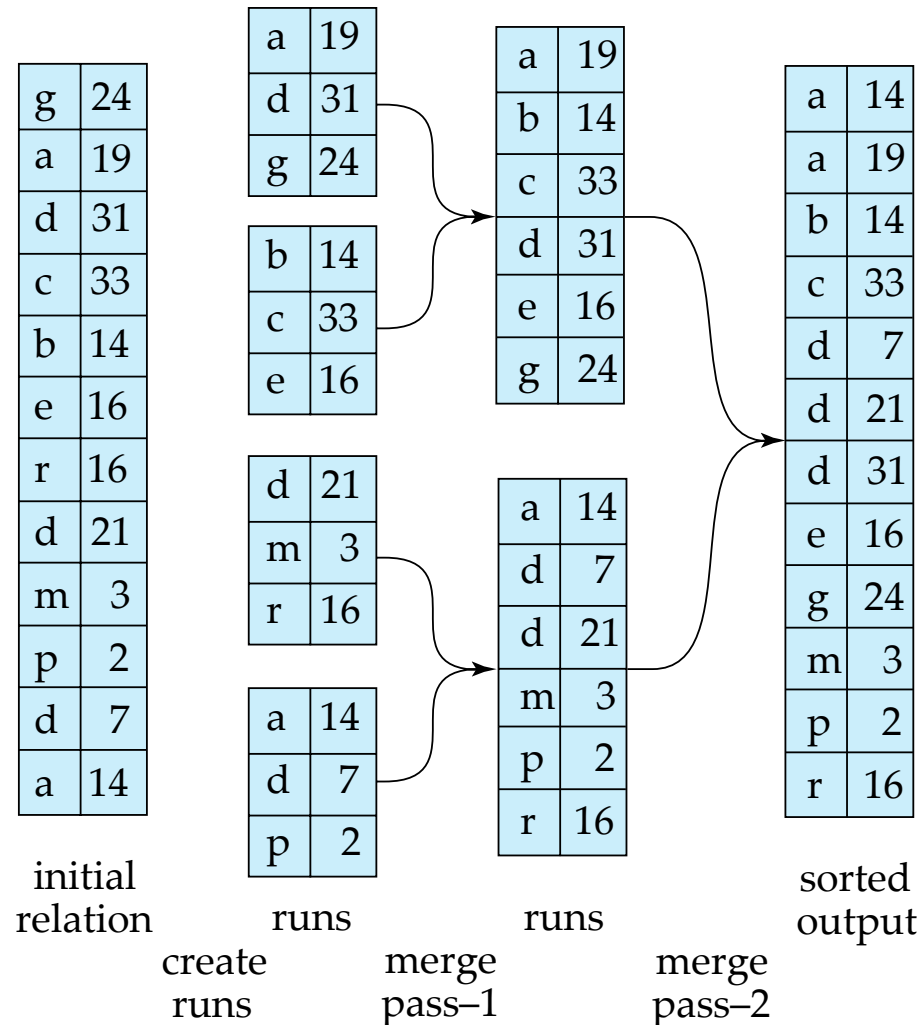 g 24
a 19
d 31
c 33
b 14
e 16
r 16
d 21
m 3
p 2
d 7
a 14
initial
relation
a 19
d 31
g 24
b 14
c 33
e 16
d 21
m 3
r 16
a 14
d 7
p 2
runs
create
runs
a 19
b 14
c 33
d 31
e 16
g 24
a 14
d 7
d 21
m 3
p 2
r 16
runs
merge
pass–1
a 14
a 19
b 14
c 33
d 7
d 21
d 31
e 16
g 24
m 3
p 2
r 16
sorted
output
merge
pass–2